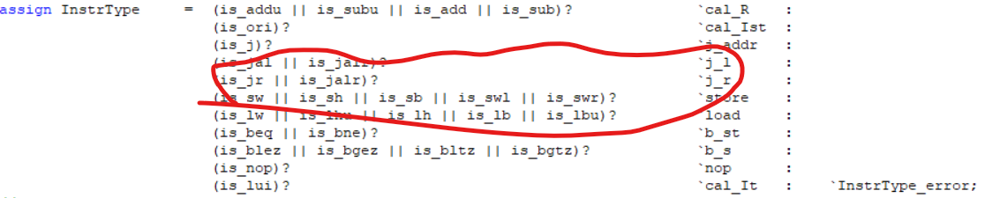 assign InstrType = (is_addu || is_subu || is_add || is_sub)? `cal_R :
(is_ori)? `cal_Ist :
(is_j)? `j_addr :
(is_jal || is_jalr)? `j_l :
(is_jr || is_jalr)? `j_r :
(is_sw || is_sh || is_sb || is_swl || is_swr)? `store :
(is_lw || is_lhu || is_lh || is_lb || is_lbu)? `load :
(is_beq || is_bne)? `b_st :
(is_blez || is_bgez || is_bltz || is_bgtz)? `b_s :
(is_nop)? `nop :
(is_lui)? `cal_It : `InstrType_error;